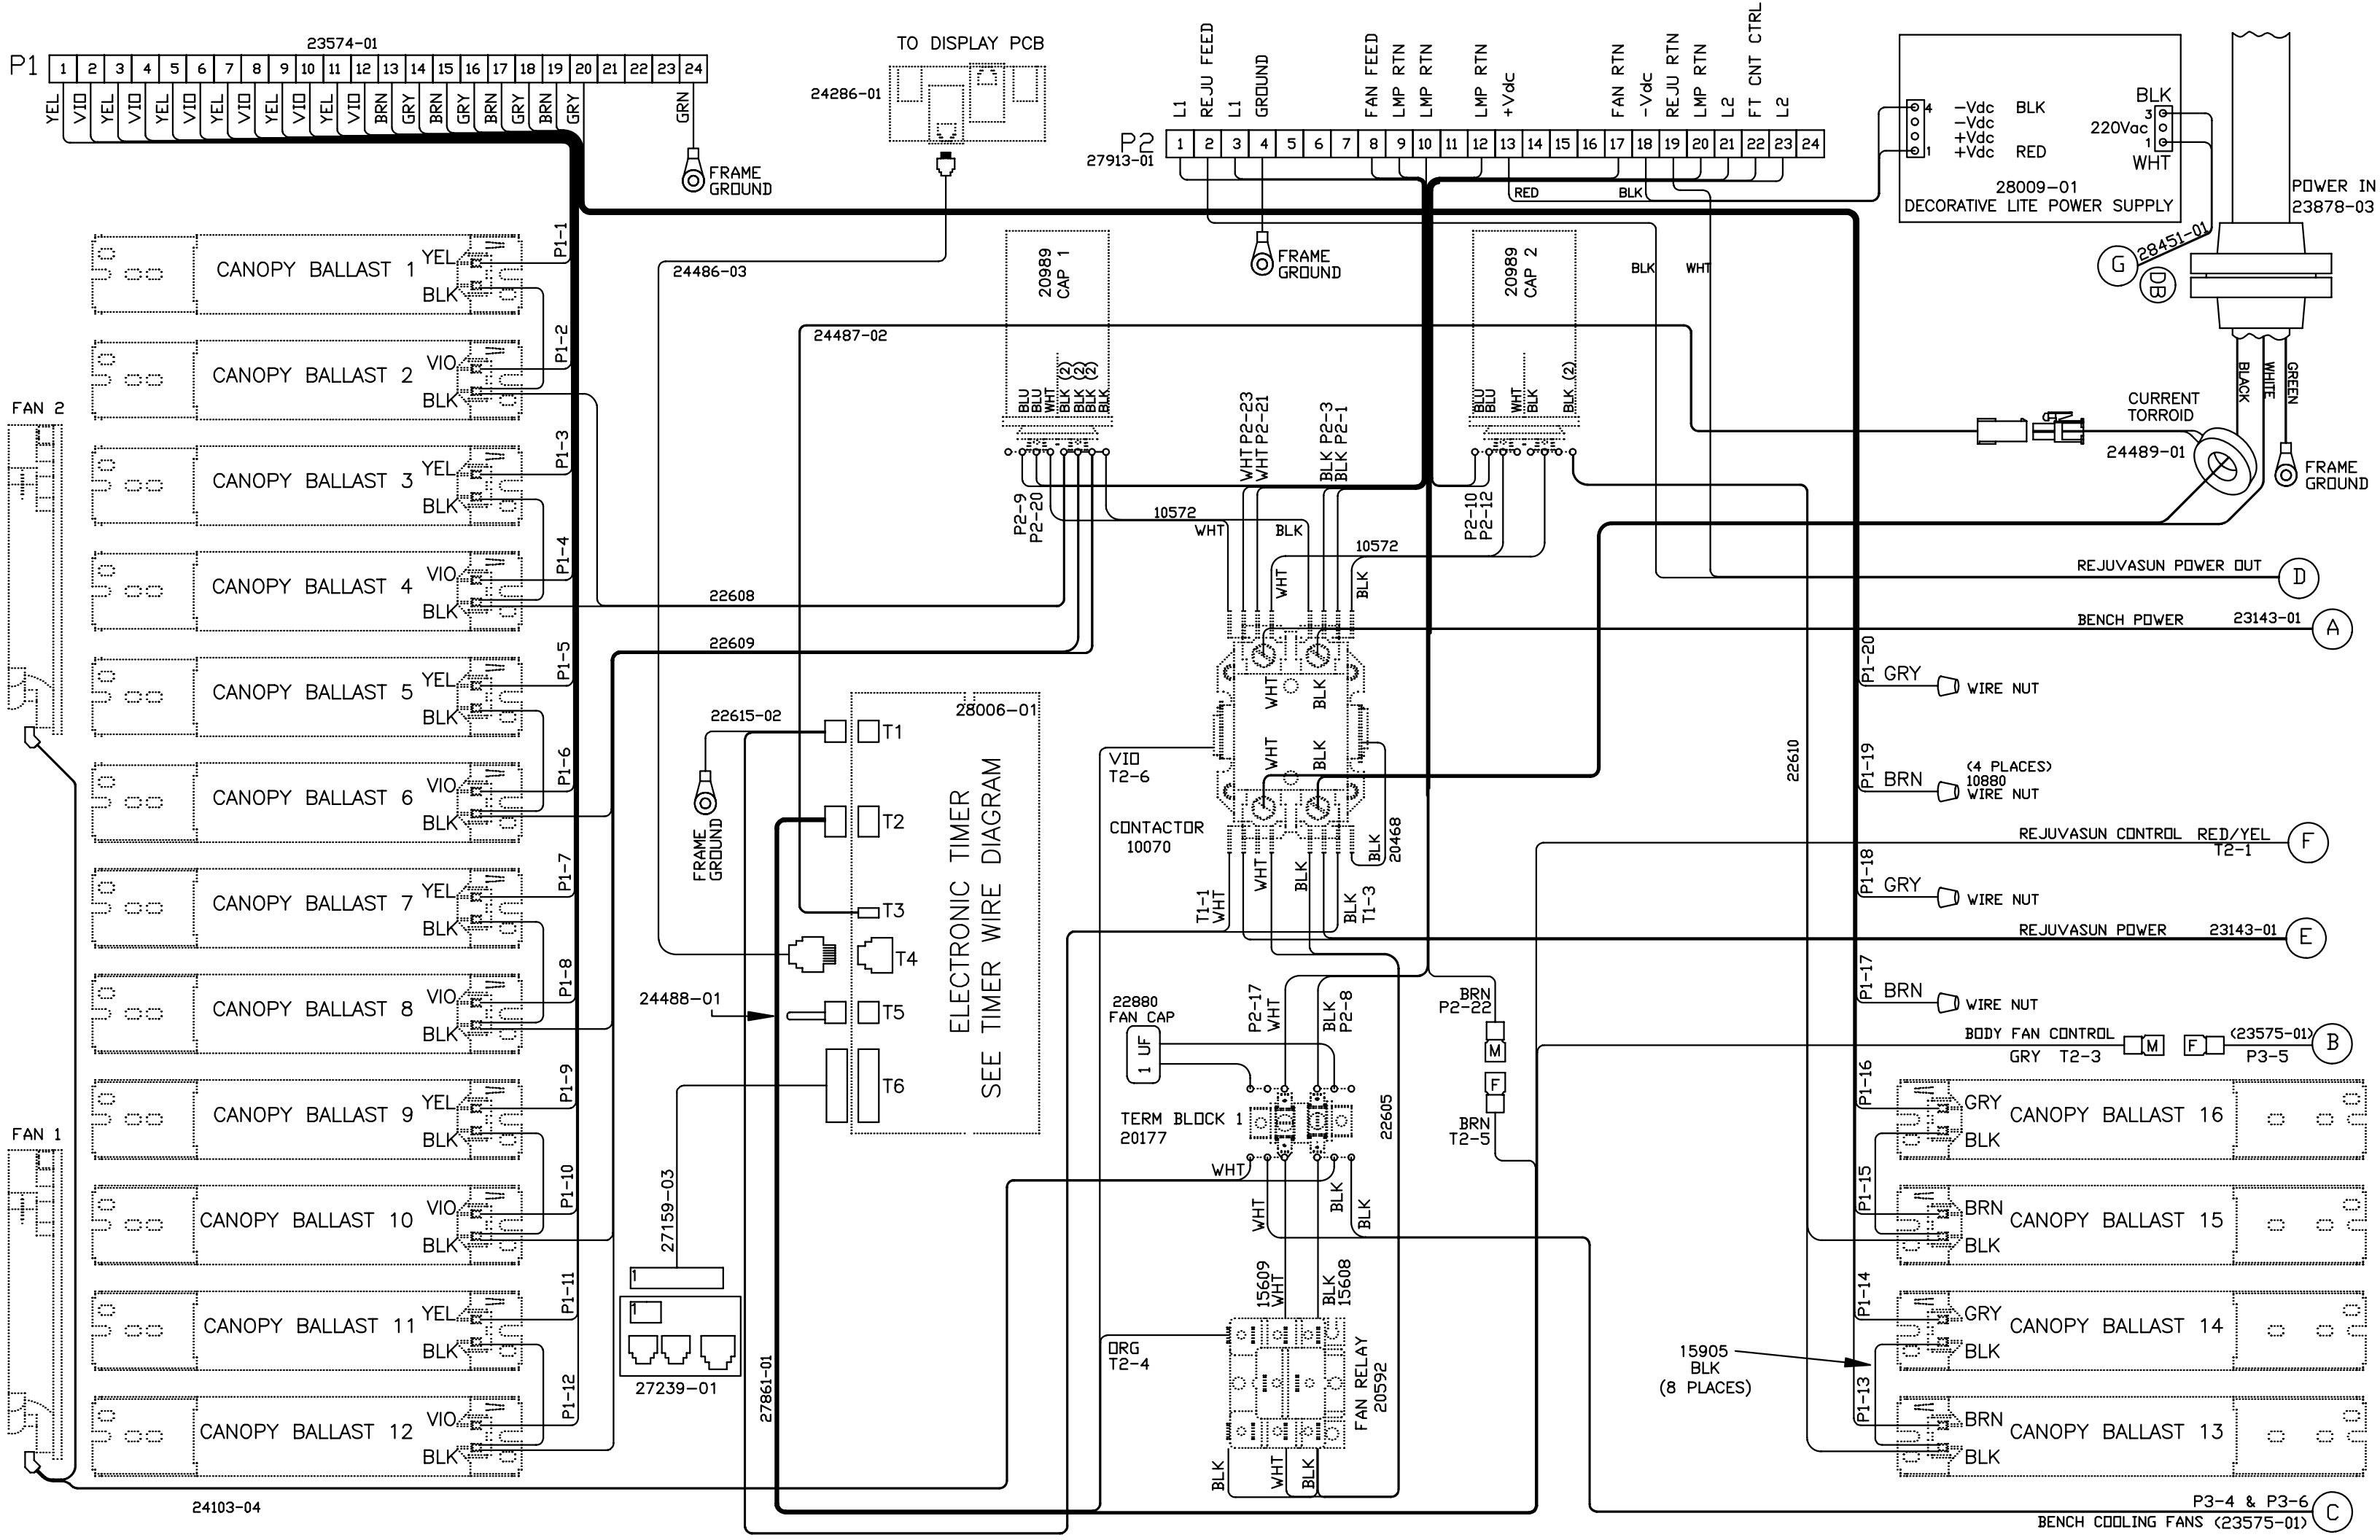 23574-01
P1 1 2 3 4 5 6 7 8 9 10 11 12 13 14 15 16 17 18 19 20 21 22 23 24
YEL VIO YEL VIO YEL VIO YEL VIO YEL VIO YEL VIO BRN GRY BRN GRY BRN GRY BRN GRY GRN
FRAME
GROUND
TO DISPLAY PCB
24286-01
L1
REJU FEED
L1
GROUND
FAN FEED
LMP RTN
LMP RTN
LMP RTN
+Vdc
FAN RTN
-Vdc
REJU RTN
LMP RTN
L2
FT CNT CTRL
L2
P2 1 2 3 4 5 6 7 8 9 10 11 12 13 14 15 16 17 18 19 20 21 22 23 24
27913-01
RED
BLK
FRAME
GROUND
4 -Vdc BLK
-Vdc
+Vdc
1 +Vdc RED
BLK
3
220Vac
1
WHT
28009-01
DECORATIVE LITE POWER SUPPLY
POWER IN
23878-03
28451-01
G
DB
BLACK
WHITE
GREEN
CURRENT
TORROID
24489-01
FRAME
GROUND
BLK
WHT
24486-03
24487-02
20989
CAP 1
BLU
BLU
WHT
BLK (2)
BLK (2)
BLK (2)
BLK
20989
CAP 2
BLU
BLU
WHT
BLK
BLK (2)
P2-9
P2-20
10572
WHT
BLK
WHT P2-23
WHT P2-21
BLK P2-3
BLK P2-1
P2-10
P2-12
10572
WHT
BLK
CANOPY BALLAST 1 YEL BLK P1-1
CANOPY BALLAST 2 VIO BLK P1-2
CANOPY BALLAST 3 YEL BLK P1-3
CANOPY BALLAST 4 VIO BLK P1-4
CANOPY BALLAST 5 YEL BLK P1-5
CANOPY BALLAST 6 VIO BLK P1-6
CANOPY BALLAST 7 YEL BLK P1-7
CANOPY BALLAST 8 VIO BLK P1-8
CANOPY BALLAST 9 YEL BLK P1-9
CANOPY BALLAST 10 VIO BLK P1-10
CANOPY BALLAST 11 YEL BLK P1-11
CANOPY BALLAST 12 VIO BLK P1-12
FAN 2
FAN 1
24103-04
22608
22609
22615-02
FRAME
GROUND
28006-01
T1
T2
T3
T4
T5
T6
ELECTRONIC TIMER
SEE TIMER WIRE DIAGRAM
24488-01
27159-03
1
1
27239-01
27861-01
WHT
BLK
WHT
BLK
VIO
T2-6
CONTACTOR
10070
BLK
20468
T1-1
WHT
WHT
BLK
BLK
T1-3
22880
FAN CAP
1 UF
P2-17
WHT
BLK
P2-8
BRN
P2-22
M
F
BRN
T2-5
TERM BLOCK 1
20177
22605
WHT
WHT
BLK
BLK
15609
WHT
BLK
15608
ORG
T2-4
FAN RELAY
20592
BLK
WHT
BLK
REJUVASUN POWER OUT D
BENCH POWER 23143-01 A
P1-20 GRY WIRE NUT
22610
P1-19 BRN
(4 PLACES)
10880
WIRE NUT
REJUVASUN CONTROL RED/YEL
T2-1
F
P1-18 GRY WIRE NUT
REJUVASUN POWER 23143-01 E
P1-17 BRN WIRE NUT
BODY FAN CONTROL
GRY T2-3
M
F
(23575-01)
P3-5
B
P1-16 GRY BLK CANOPY BALLAST 16
P1-15 BRN BLK CANOPY BALLAST 15
P1-14 GRY BLK CANOPY BALLAST 14
P1-13 BRN BLK CANOPY BALLAST 13
15905
BLK
(8 PLACES)
P3-4 & P3-6
BENCH COOLING FANS (23575-01)
C